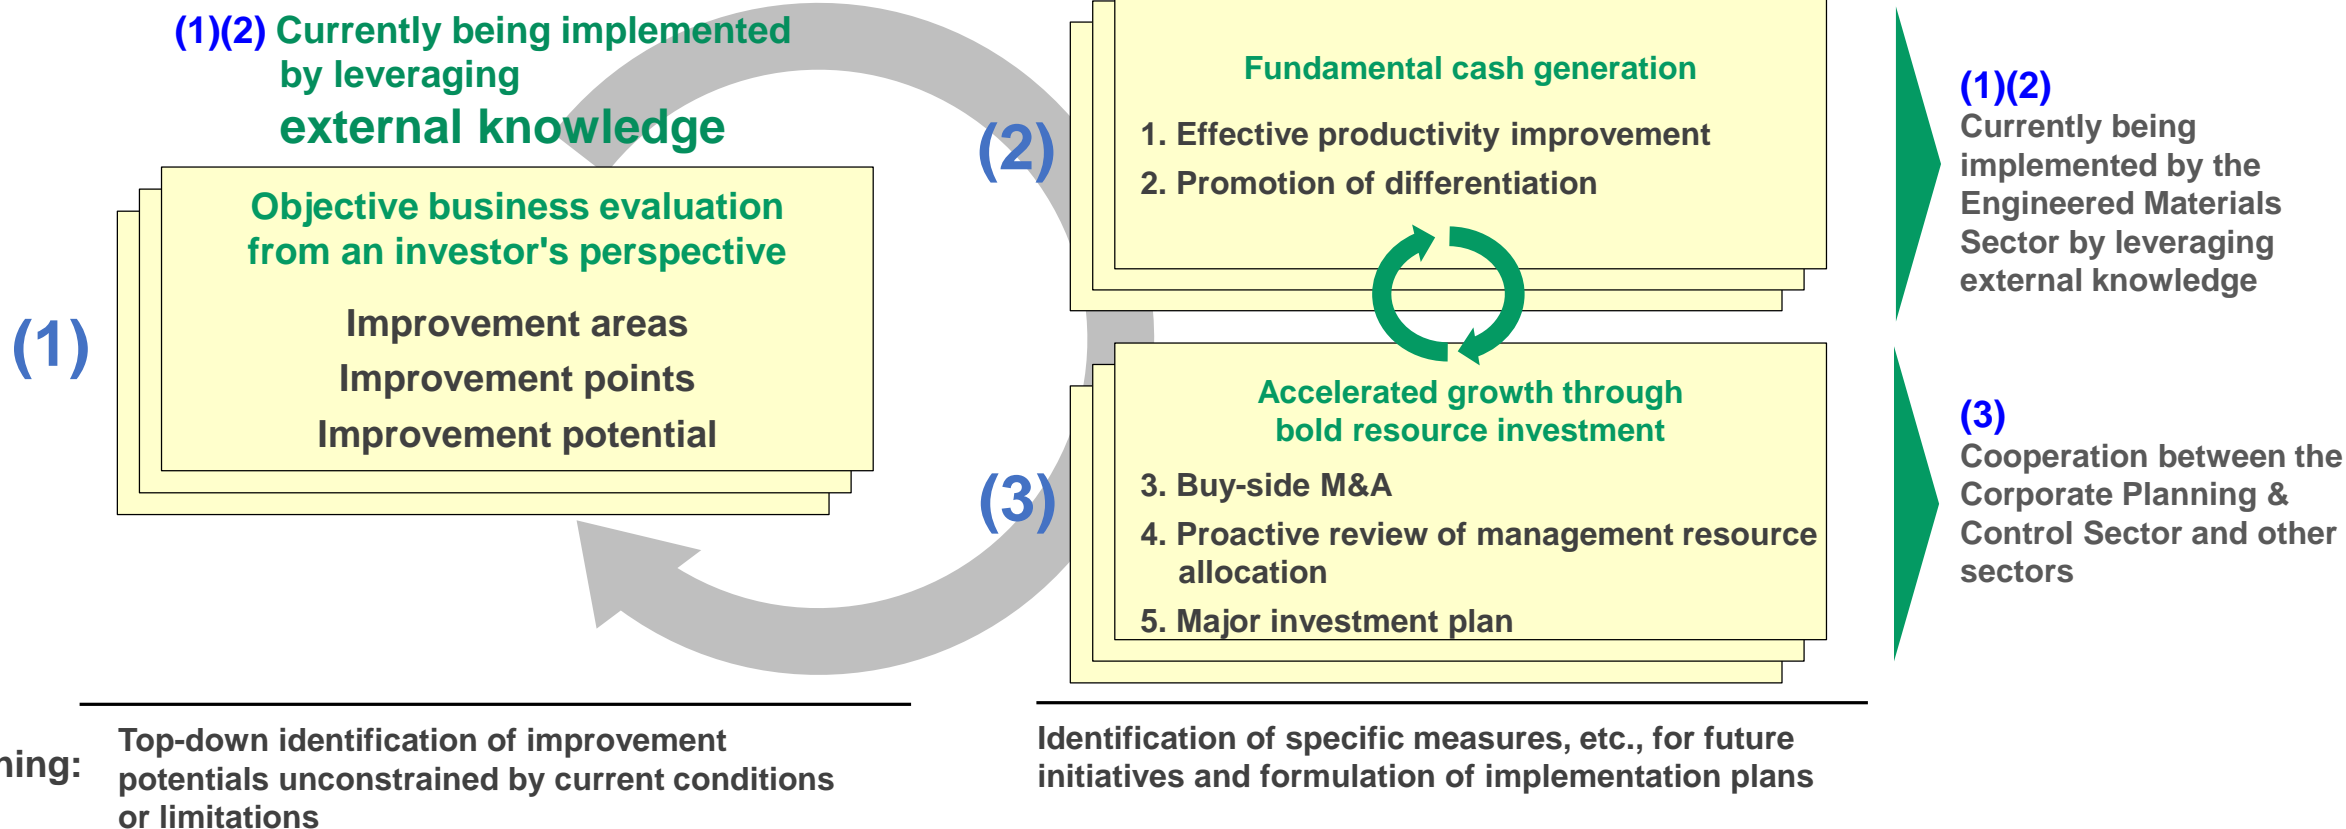 (1)(2) Currently being implemented
by leveraging
external knowledge
(1)
Objective business evaluation
from an investor's perspective
Improvement areas
Improvement points
Improvement potential
(2)
Fundamental cash generation
1. Effective productivity improvement
2. Promotion of differentiation
(3)
Accelerated growth through
bold resource investment
3. Buy-side M&A
4. Proactive review of management resource
allocation
5. Major investment plan
(1)(2)
Currently being
implemented by the
Engineered Materials
Sector by leveraging
external knowledge
(3)
Cooperation between the
Corporate Planning &
Control Sector and other
sectors
Top-down identification of improvement
potentials unconstrained by current conditions
or limitations
Identification of specific measures, etc., for future
initiatives and formulation of implementation plans